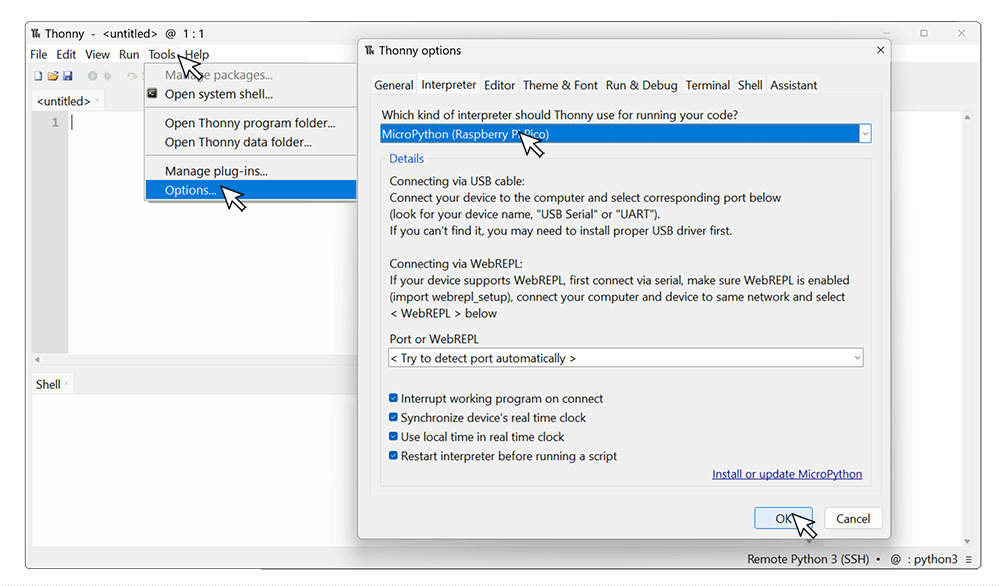 Thonny - <untitled> @ 1 : 1
File Edit View Run Tools Help
<untitled>
1
Manage packages...
Open system shell...
Open Thonny program folder...
Open Thonny data folder...
Manage plug-ins...
Options...
Shell
Thonny options
General Interpreter Editor Theme & Font Run & Debug Terminal Shell Assistant
Which kind of interpreter should Thonny use for running your code?
MicroPython (Raspberry Pi Pico)
Details
Connecting via USB cable:
Connect your device to the computer and select corresponding port below
(look for your device name, "USB Serial" or "UART").
If you can't find it, you may need to install proper USB driver first.
Connecting via WebREPL:
If your device supports WebREPL, first connect via serial, make sure WebREPL is enabled
(import webrepl_setup), connect your computer and device to same network and select
< WebREPL > below
Port or WebREPL
< Try to detect port automatically >
Interrupt working program on connect
Synchronize device's real time clock
Use local time in real time clock
Restart interpreter before running a script
Install or update MicroPython
OK Cancel
Remote Python 3 (SSH) • @ : python3 ≡